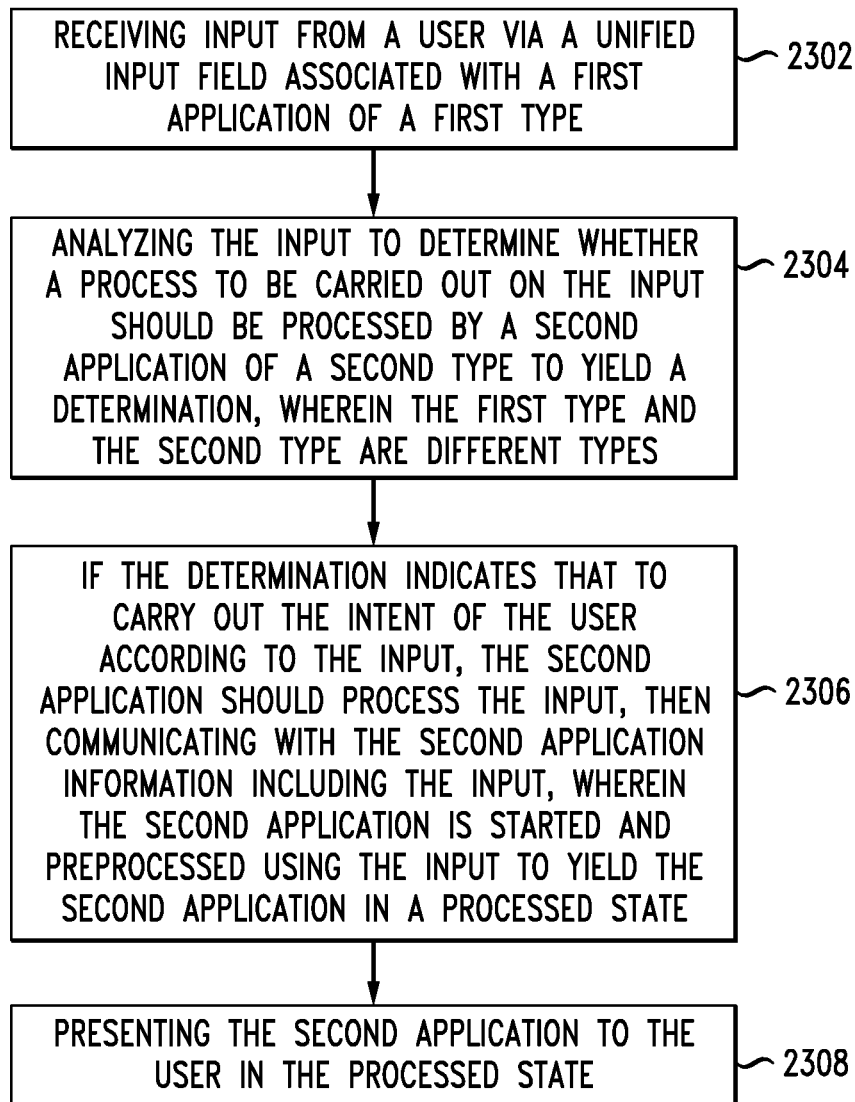 RECEIVING INPUT FROM A USER VIA A UNIFIED
INPUT FIELD ASSOCIATED WITH A FIRST
APPLICATION OF A FIRST TYPE
2302
ANALYZING THE INPUT TO DETERMINE WHETHER
A PROCESS TO BE CARRIED OUT ON THE INPUT
SHOULD BE PROCESSED BY A SECOND
APPLICATION OF A SECOND TYPE TO YIELD A
DETERMINATION, WHEREIN THE FIRST TYPE AND
THE SECOND TYPE ARE DIFFERENT TYPES
2304
IF THE DETERMINATION INDICATES THAT TO
CARRY OUT THE INTENT OF THE USER
ACCORDING TO THE INPUT, THE SECOND
APPLICATION SHOULD PROCESS THE INPUT, THEN
COMMUNICATING WITH THE SECOND APPLICATION
INFORMATION INCLUDING THE INPUT, WHEREIN
THE SECOND APPLICATION IS STARTED AND
PREPROCESSED USING THE INPUT TO YIELD THE
SECOND APPLICATION IN A PROCESSED STATE
2306
PRESENTING THE SECOND APPLICATION TO THE
USER IN THE PROCESSED STATE
2308